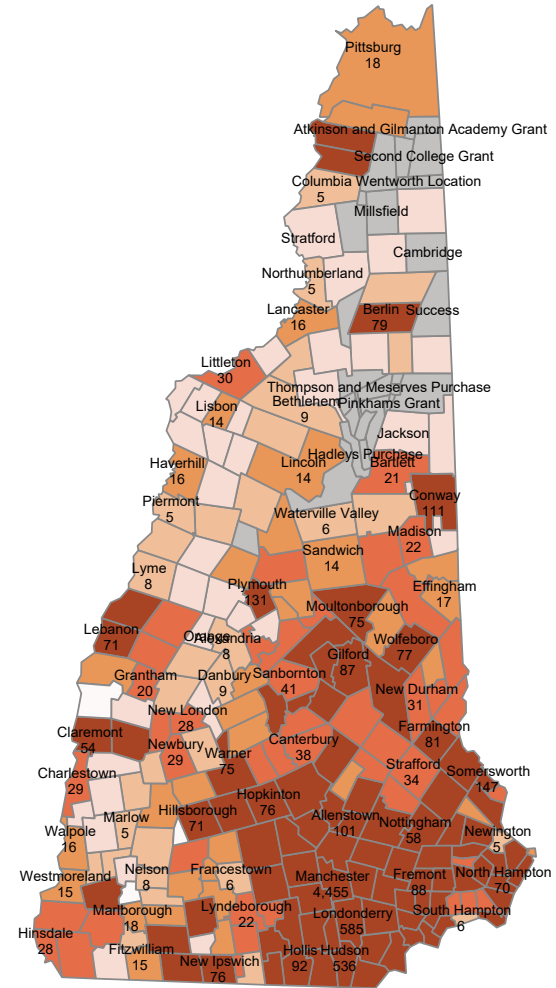 Pittsburg
18
Atkinson and Gilmanton Academy Grant
Second College Grant
Columbia
5
Wentworth Location
Millsfield
Stratford
Cambridge
Northumberland
5
Lancaster
16
Berlin
79
Success
Littleton
30
Thompson and Meserves Purchase
Bethlehem
9
Pinkhams Grant
Lisbon
14
Jackson
Hadleys Purchase
Haverhill
16
Lincoln
14
Bartlett
21
Conway
111
Piermont
5
Waterville Valley
6
Madison
22
Sandwich
14
Lyme
8
Plymouth
131
Effingham
17
Moultonborough
75
Lebanon
71
Orange
Alexandria
8
Wolfeboro
77
Gilford
87
Grantham
20
Danbury
9
Sanbornton
41
New Durham
31
New London
28
Claremont
54
Newbury
29
Warner
75
Canterbury
38
Farmington
81
Charlestown
29
Strafford
34
Somersworth
147
Hopkinton
76
Marlow
5
Hillsborough
71
Allenstown
101
Nottingham
58
Newington
5
Walpole
16
Westmoreland
15
Nelson
8
Francestown
6
Manchester
4,455
Fremont
88
North Hampton
70
Marlborough
18
Lyndeborough
22
Londonderry
585
South Hampton
6
Hinsdale
28
Fitzwilliam
15
New Ipswich
76
Hollis
92
Hudson
536